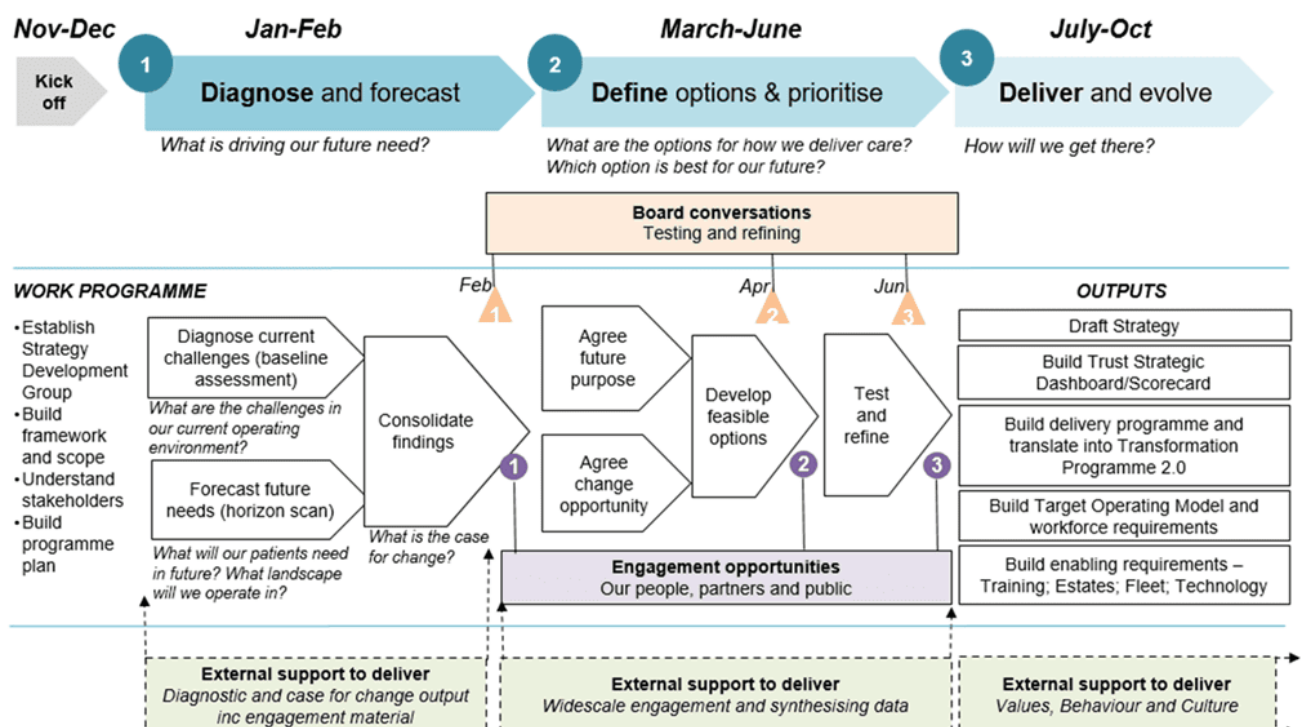 Nov-Dec
Jan-Feb
March-June
July-Oct
Kick
off
1
Diagnose and forecast
2
Define options & prioritise
3
Deliver and evolve
What is driving our future need?
What are the options for how we deliver care?
Which option is best for our future?
How will we get there?
Board conversations
Testing and refining
WORK PROGRAMME
•Establish
Strategy
Development
Group
•Build
framework
and scope
•Understand
stakeholders
•Build
programme
plan
Feb
1
Apr
2
Jun
3
Diagnose current
challenges (baseline
assessment)
What are the challenges in
our current operating
environment?
Forecast future
needs (horizon scan)
What will our patients need
in future? What landscape
will we operate in?
Consolidate
findings
What is the case
for change?
1
Agree
future
purpose
Agree
change
opportunity
Develop
feasible
options
2
Test
and
refine
3
Engagement opportunities
Our people, partners and public
OUTPUTS
Draft Strategy
Build Trust Strategic
Dashboard/Scorecard
Build delivery programme and
translate into Transformation
Programme 2.0
Build Target Operating Model and
workforce requirements
Build enabling requirements –
Training; Estates; Fleet; Technology
External support to deliver
Diagnostic and case for change output
inc engagement material
External support to deliver
Widescale engagement and synthesising data
External support to deliver
Values, Behaviour and Culture